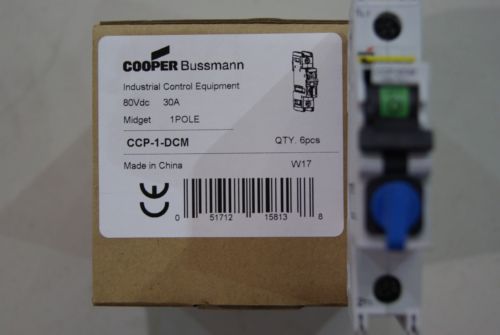 COOPER Bussmann
Industrial Control Equipment
80Vdc 30A
Midget 1POLE
CCP-1-DCM QTY. 6pcs
Made in China W17
CE
0 51712 15813 8